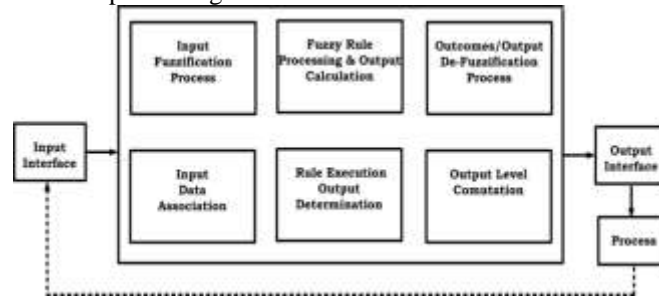 Input
Fuzzification
Process
Fuzzy Rule
Processing & Output
Calculation
Outcomes/Output
De-Fuzzification
Process
Input
Interface
Input
Data
Association
Rule Execution
Output
Determination
Output Level
Comutation
Output
Interface
Process